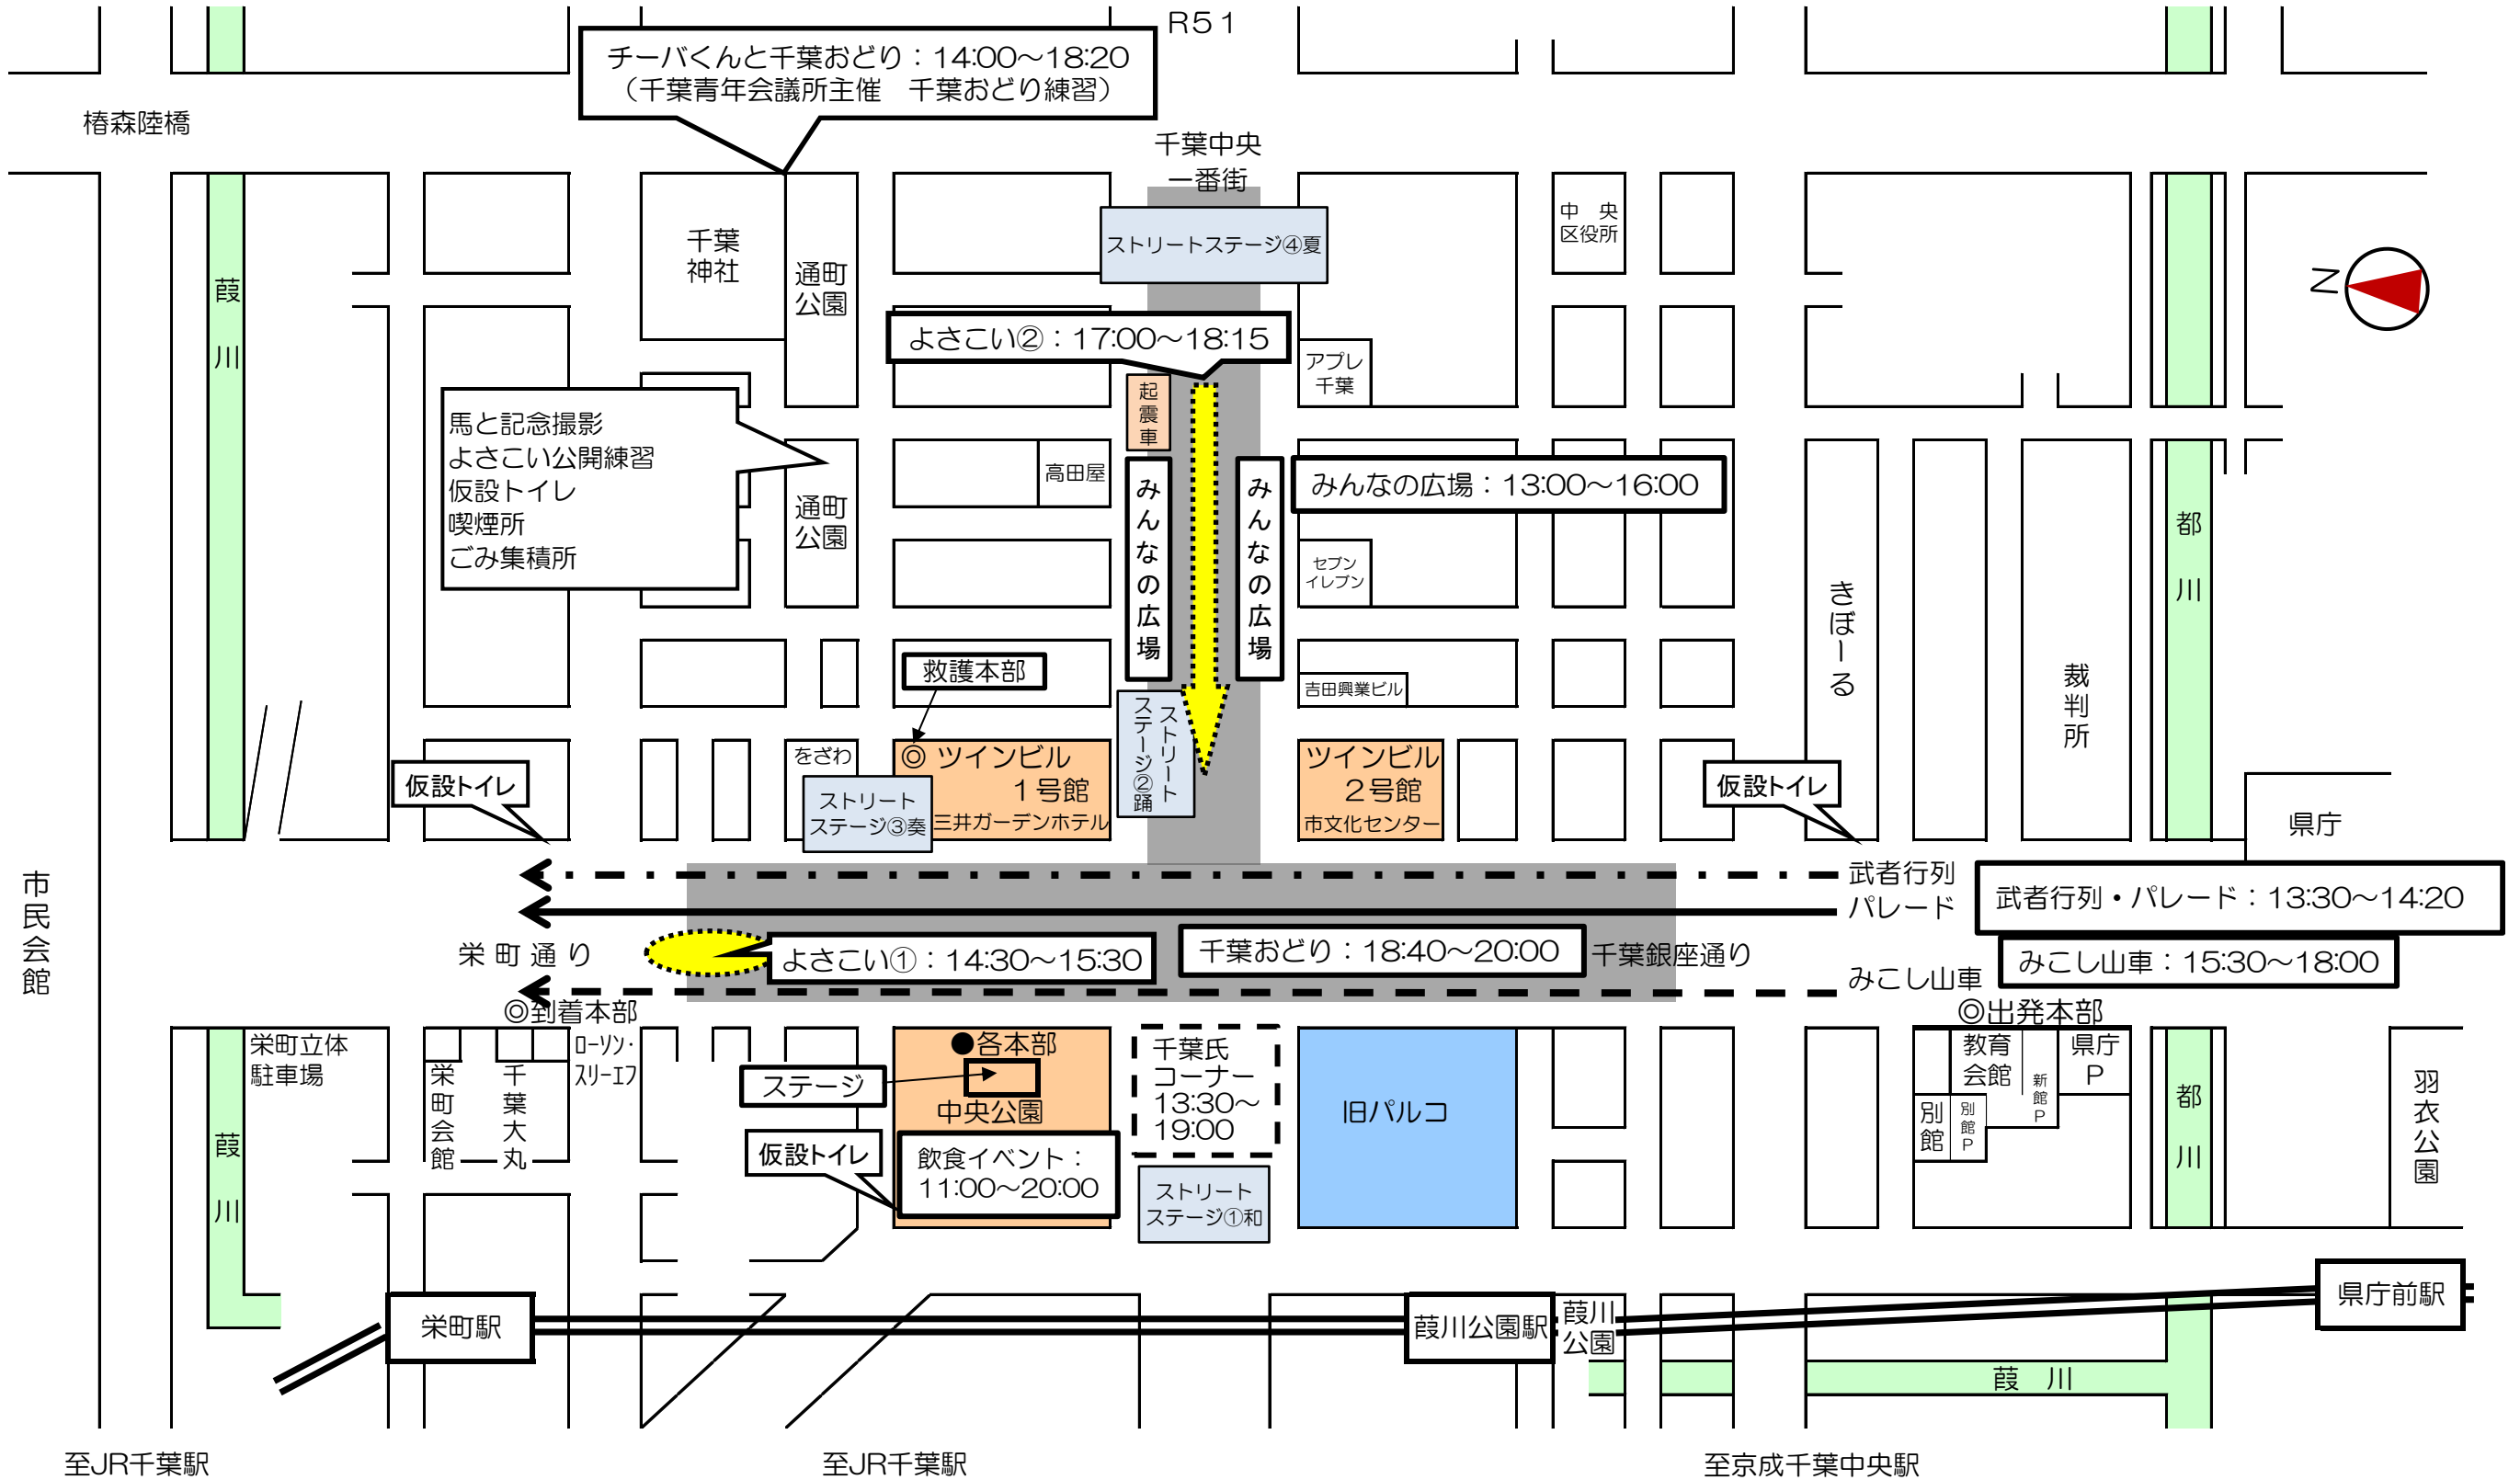 R51
チーバくんと千葉おどり：14:00～18:20
（千葉青年会議所主催　千葉おどり練習）
椿森陸橋
千葉中央
一番街
ストリートステージ④夏
中　央
区役所
千葉
神社
通町
公園
葭
川
N
よさこい②：17:00～18:15
アプレ
千葉
起震車
馬と記念撮影
よさこい公開練習
仮設トイレ
喫煙所
ごみ集積所
高田屋
みんなの広場
みんなの広場
みんなの広場：13:00～16:00
通町
公園
都
川
セブン
イレブン
きぼーる
裁判所
救護本部
吉田興業ビル
ストリート
ステージ②踊
をざわ
◎ ツインビル
１号館
三井ガーデンホテル
ツインビル
２号館
市文化センター
仮設トイレ
仮設トイレ
ストリート
ステージ③奏
県庁
市民会館
武者行列
パレード
武者行列・パレード：13:30～14:20
栄町通り
よさこい①：14:30～15:30
千葉おどり：18:40～20:00
千葉銀座通り
みこし山車：15:30～18:00
みこし山車
◎到着本部
◎出発本部
栄町立体
駐車場
栄町会館
千葉大丸
ローソン・
スリーエフ
●各本部
ステージ
中央公園
千葉氏
コーナー
13:30～
19:00
旧パルコ
教育
会館
新館P
県庁
P
別館
別館P
都
川
羽衣公園
葭
川
仮設トイレ
飲食イベント：
11:00～20:00
ストリート
ステージ①和
栄町駅
葭川公園駅
葭川
公園
県庁前駅
葭　川
至JR千葉駅
至JR千葉駅
至京成千葉中央駅